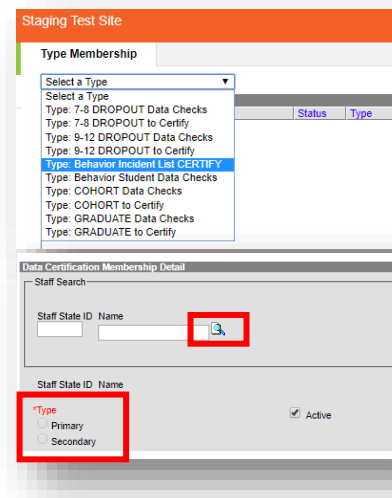 Staging Test Site
Type Membership
Select a Type
Select a Type
Status Type
Type: 7-8 DROPOUT Data Checks
Type: 7-8 DROPOUT to Certify
Type: 9-12 DROPOUT Data Checks
Type: 9-12 DROPOUT to Certify
Type: Behavior Incident List CERTIFY
Type: Behavior Student Data Checks
Type: COHORT Data Checks
Type: COHORT to Certify
Type: GRADUATE Data Checks
Type: GRADUATE to Certify
Data Certification Membership Detail
Staff Search
Staff State ID Name
Staff State ID Name
*Type
Active
Primary
Secondary